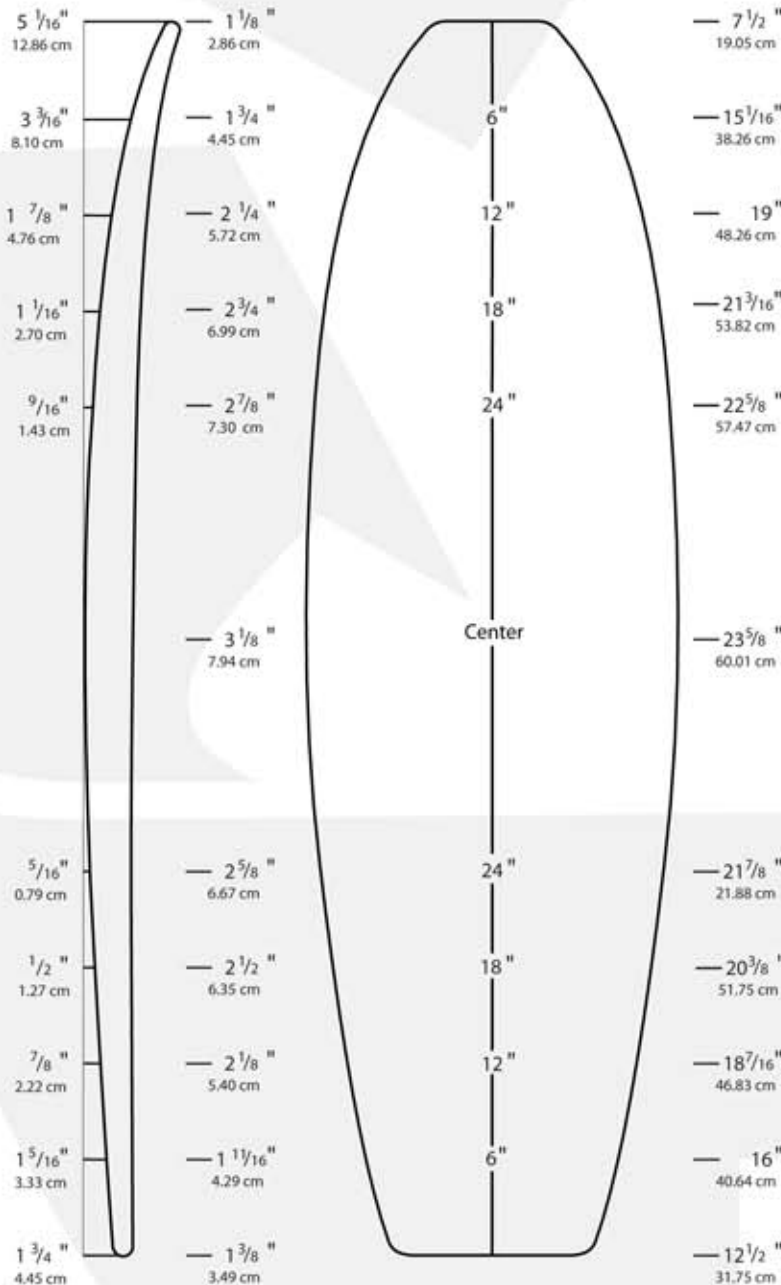 5 1/16" 1 1/8" 7 1/2"
12.86 cm 2.86 cm 19.05 cm
3 3/16" 1 3/4" 6" 15 1/16"
8.10 cm 4.45 cm 38.26 cm
1 7/8" 2 1/4" 12" 19"
4.76 cm 5.72 cm 48.26 cm
1 1/16" 2 3/4" 18" 21 3/16"
2.70 cm 6.99 cm 53.82 cm
9/16" 2 7/8" 24" 22 5/8"
1.43 cm 7.30 cm 57.47 cm
3 1/8" Center 23 5/8"
7.94 cm 60.01 cm
5/16" 2 5/8" 24" 21 7/8"
0.79 cm 6.67 cm 21.88 cm
1/2" 2 1/2" 18" 20 3/8"
1.27 cm 6.35 cm 51.75 cm
7/8" 2 1/8" 12" 18 7/16"
2.22 cm 5.40 cm 46.83 cm
1 5/16" 1 11/16" 6" 16"
3.33 cm 4.29 cm 40.64 cm
1 3/4" 1 3/8" 12 1/2"
4.45 cm 3.49 cm 31.75 cm